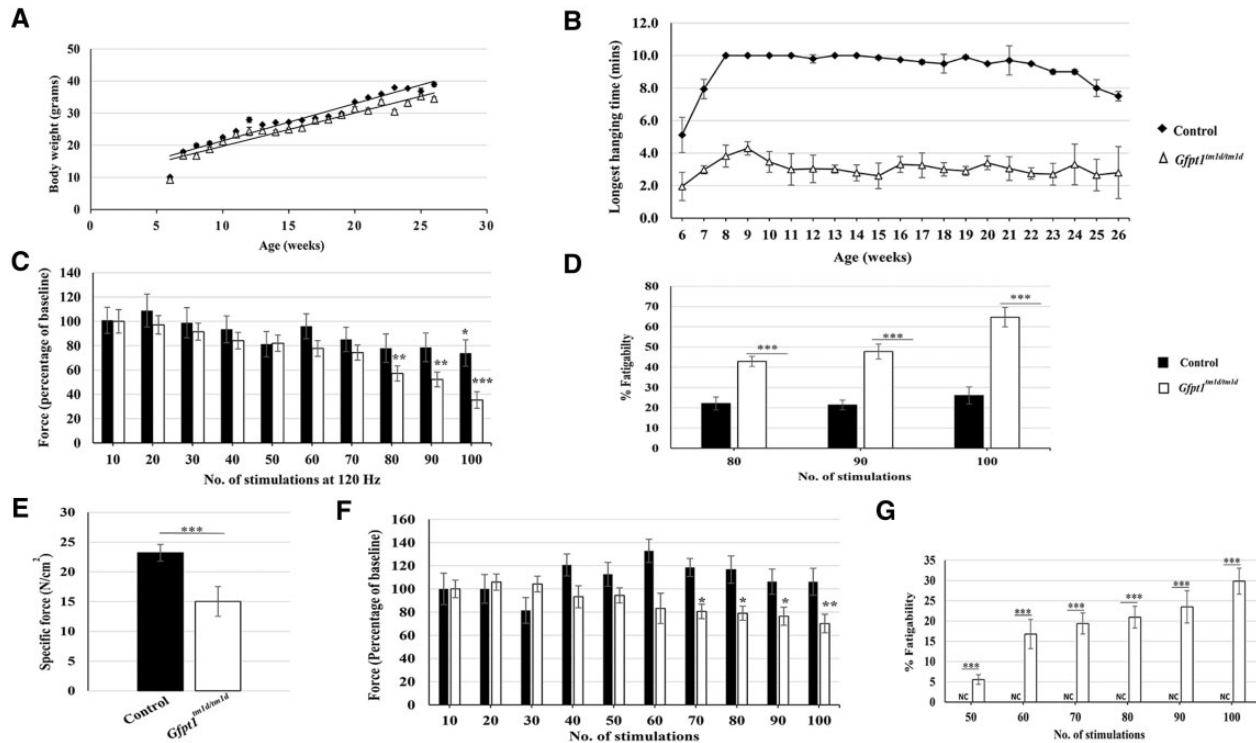 A
Body weight (grams)
50
40
30
20
10
0
0 5 10 15 20 25 30
Age (weeks)
B
Longest hanging time (mins)
12.0
10.0
8.0
6.0
4.0
2.0
0.0
6 7 8 9 10 11 12 13 14 15 16 17 18 19 20 21 22 23 24 25 26
Age (weeks)
Control
Gfpt1tm1d/tm1d
C
Force (percentage of baseline)
140
120
100
80
60
40
20
0
** ** * ***
10 20 30 40 50 60 70 80 90 100
No. of stimulations at 120 Hz
D
% Fatigability
80
70
60
50
40
30
20
10
0
*** *** ***
80 90 100
No. of stimulations
Control
Gfpt1tm1d/tm1d
E
Specific force (N/cm2)
30
25
20
15
10
5
0
***
Control Gfpt1tm1d/tm1d
F
Force (Percentage of baseline)
160
140
120
100
80
60
40
20
0
* * * **
10 20 30 40 50 60 70 80 90 100
No. of stimulations
G
% Fatigability
35
30
25
20
15
10
5
0
*** *** *** *** *** ***
NC NC NC NC NC NC
50 60 70 80 90 100
No. of stimulations